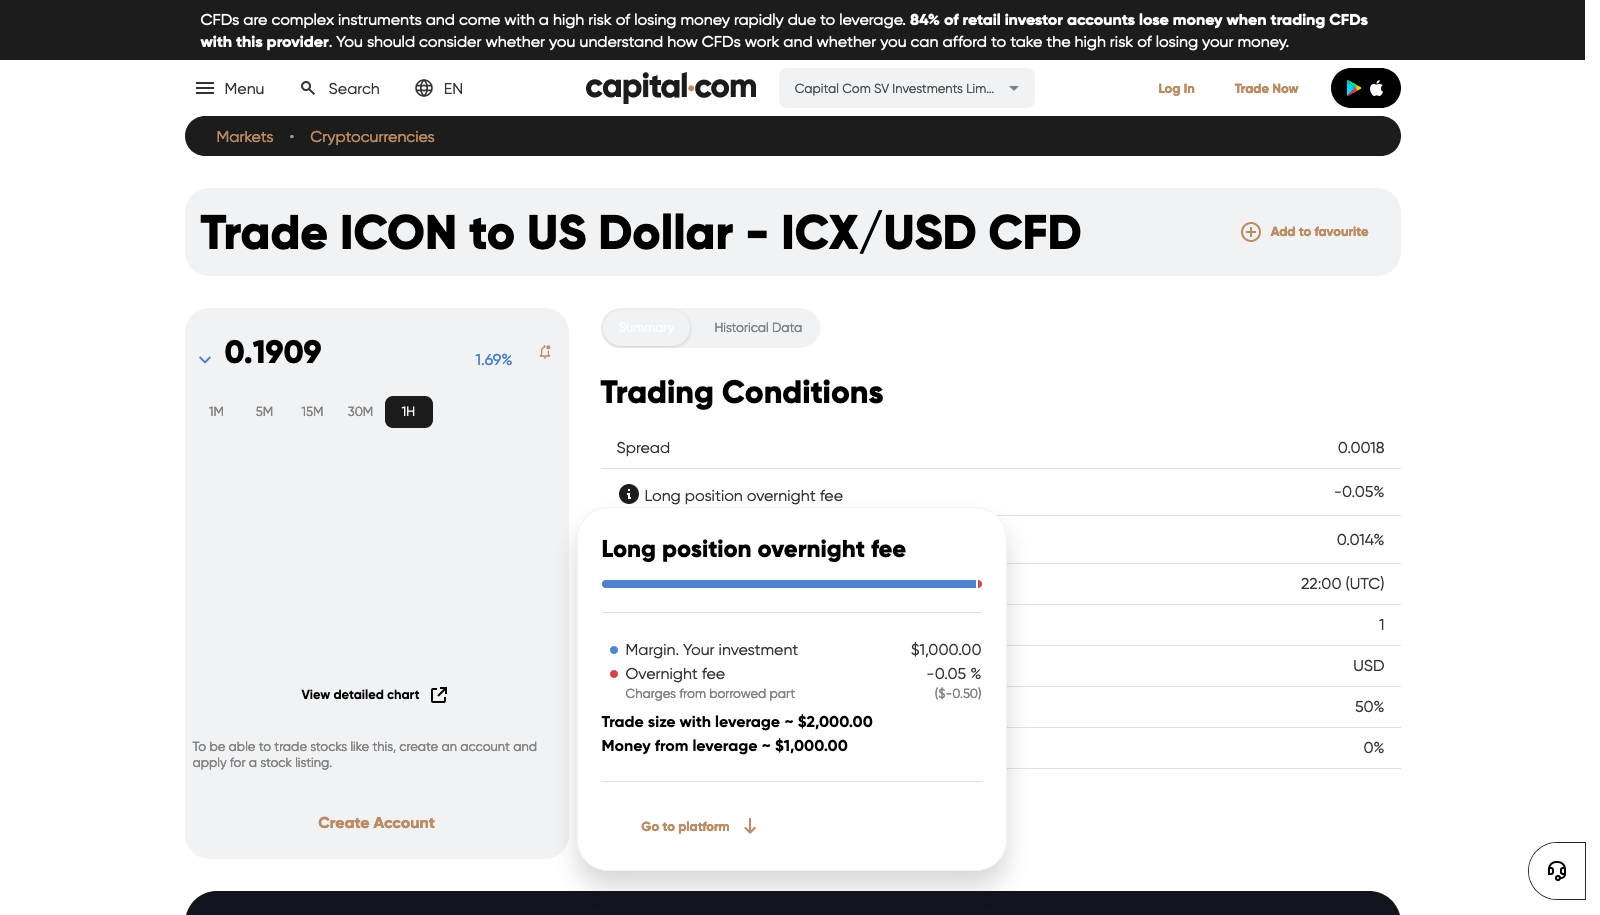 CFDs are complex instruments and come with a high risk of losing money rapidly due to leverage. 84% of retail investor accounts lose money when trading CFDs
with this provider. You should consider whether you understand how CFDs work and whether you can afford to take the high risk of losing your money.
Menu Search EN capital.com Capital Com SV Investments Lim... Log In Trade Now
Markets • Cryptocurrencies
Trade ICON to US Dollar - ICX/USD CFD Add to favourite
0.1909 1.69%
1M 5M 15M 30M 1H
View detailed chart
To be able to trade stocks like this, create an account and
apply for a stock listing.
Create Account
Summary Historical Data
Trading Conditions
Spread 0.0018
Long position overnight fee -0.05%
0.014%
22:00 (UTC)
1
USD
50%
0%
Long position overnight fee
Margin. Your investment $1,000.00
Overnight fee -0.05 %
Charges from borrowed part ($-0.50)
Trade size with leverage ~ $2,000.00
Money from leverage ~ $1,000.00
Go to platform